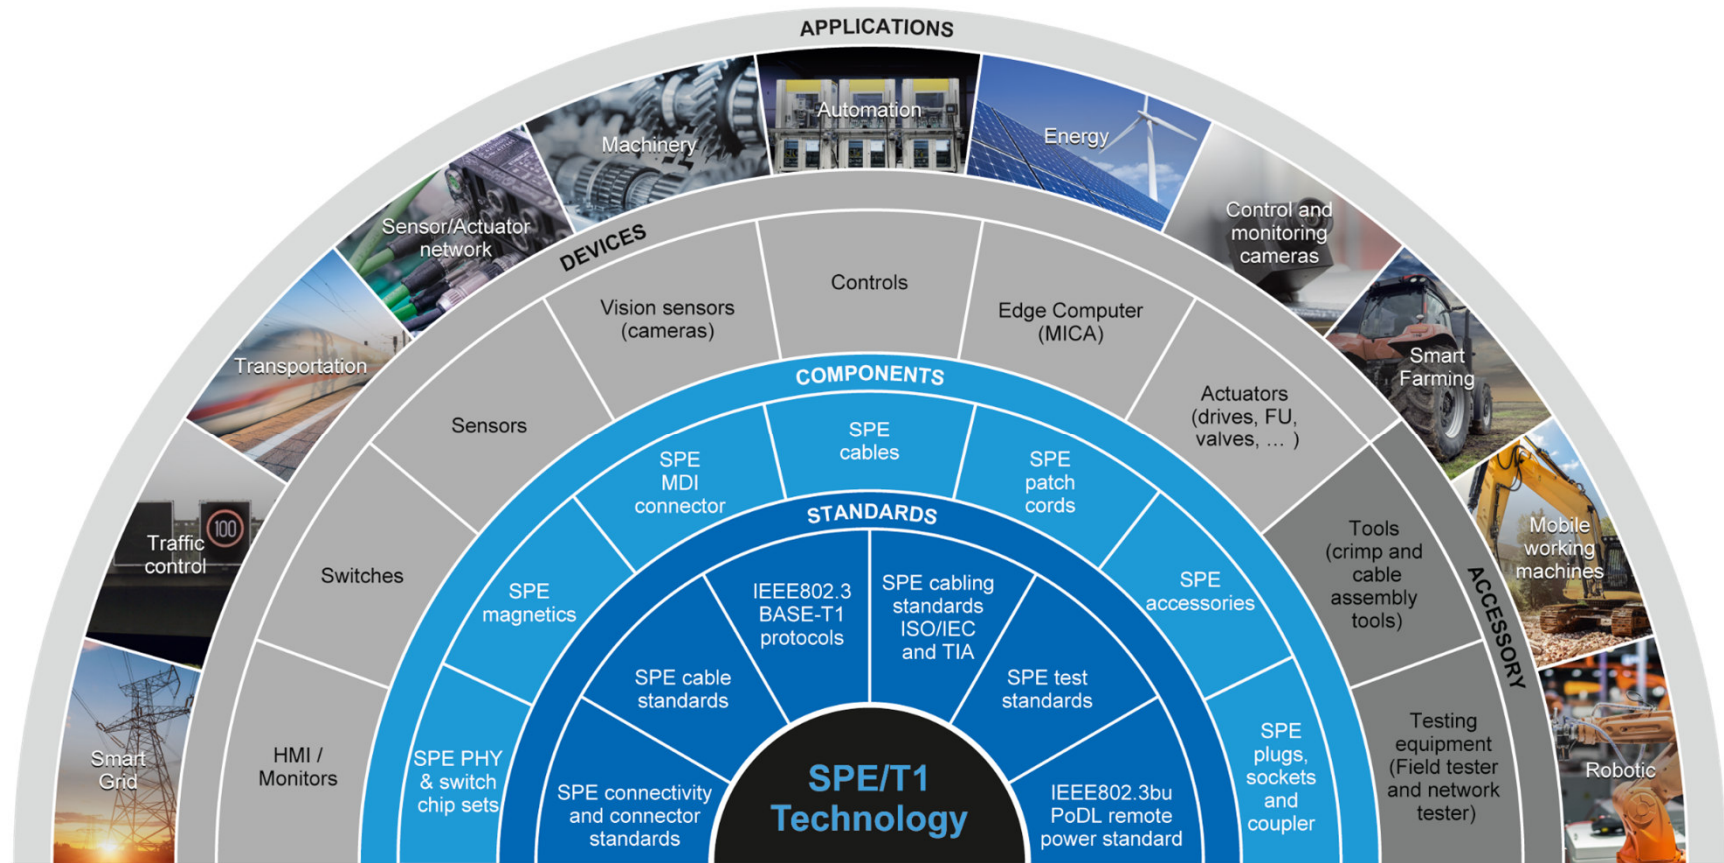 APPLICATIONS
Smart
Grid
Traffic
control
100
Transportation
Sensor/Actuator
network
Machinery
Automation
Energy
Control and
monitoring
cameras
Smart
Farming
Mobile
working
machines
Robotic
DEVICES
HMI /
Monitors
Switches
Sensors
Vision sensors
(cameras)
Controls
Edge Computer
(MICA)
Actuators
(drives, FU,
valves, ... )
ACCESSORY
Tools
(crimp and
cable
assembly
tools)
Testing
equipment
(Field tester
and network
tester)
COMPONENTS
SPE PHY
& switch
chip sets
SPE
magnetics
SPE
MDI
connector
SPE
cables
SPE
patch
cords
SPE
accessories
SPE
plugs,
sockets
and
coupler
STANDARDS
SPE connectivity
and connector
standards
SPE cable
standards
IEEE802.3
BASE-T1
protocols
SPE cabling
standards
ISO/IEC
and TIA
SPE test
standards
IEEE802.3bu
PoDL remote
power standard
SPE/T1
Technology